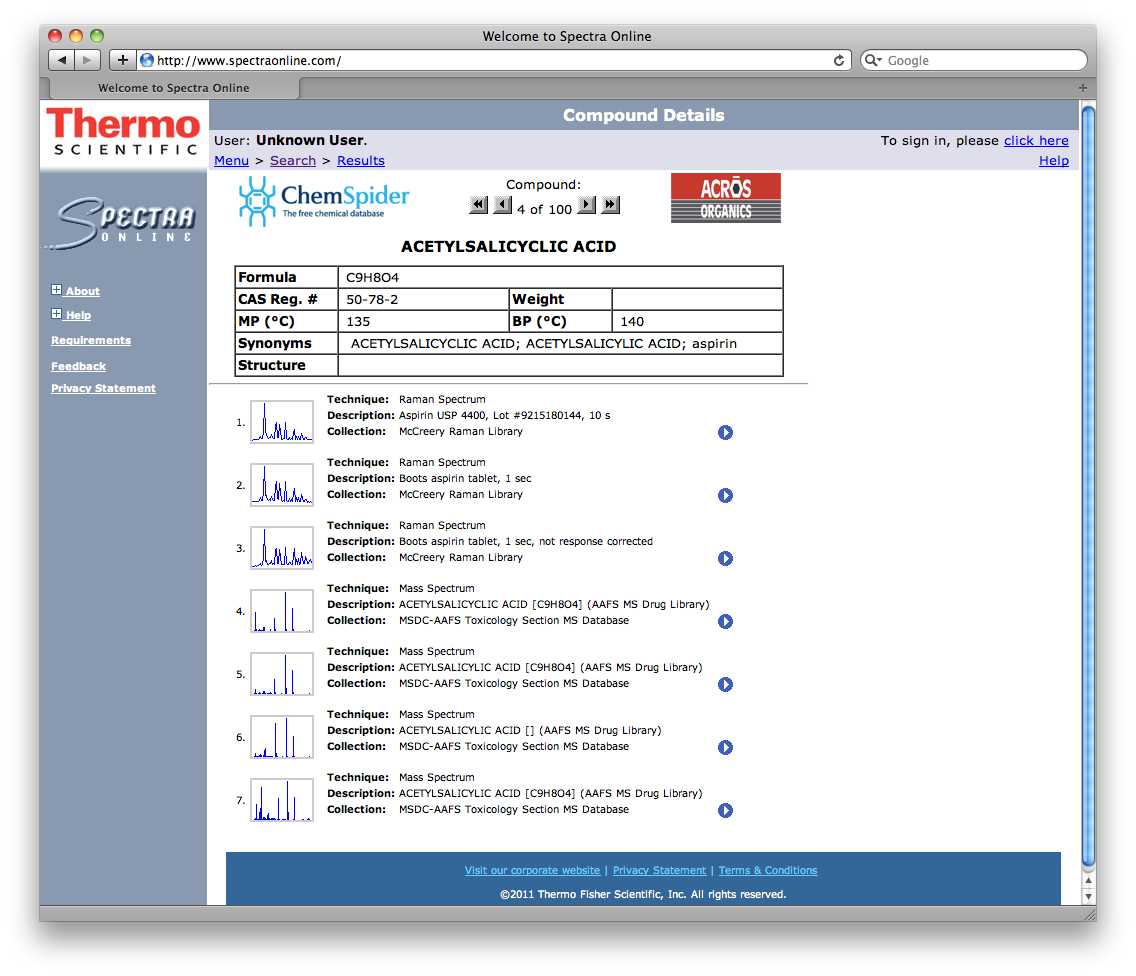 Welcome to Spectra Online
http://www.spectraonline.com/
Google
Welcome to Spectra Online
Thermo
SCIENTIFIC
SPECTRA
ONLINE
About
Help
Requirements
Feedback
Privacy Statement
Compound Details
User: Unknown User.
To sign in, please click here
Menu > Search > Results
Help
ChemSpider
The free chemical database
Compound:
4 of 100
ACROS
ORGANICS
ACETYLSALICYCLIC ACID
Formula C9H8O4
CAS Reg. # 50-78-2 Weight
MP (°C) 135 BP (°C) 140
Synonyms ACETYLSALICYCLIC ACID; ACETYLSALICYLIC ACID; aspirin
Structure
1.
Technique: Raman Spectrum
Description: Aspirin USP 4400, Lot #9215180144, 10 s
Collection: McCreery Raman Library
2.
Technique: Raman Spectrum
Description: Boots aspirin tablet, 1 sec
Collection: McCreery Raman Library
3.
Technique: Raman Spectrum
Description: Boots aspirin tablet, 1 sec, not response corrected
Collection: McCreery Raman Library
4.
Technique: Mass Spectrum
Description: ACETYLSALICYCLIC ACID [C9H8O4] (AAFS MS Drug Library)
Collection: MSDC-AAFS Toxicology Section MS Database
5.
Technique: Mass Spectrum
Description: ACETYLSALICYLIC ACID [C9H8O4] (AAFS MS Drug Library)
Collection: MSDC-AAFS Toxicology Section MS Database
6.
Technique: Mass Spectrum
Description: ACETYLSALICYLIC ACID [] (AAFS MS Drug Library)
Collection: MSDC-AAFS Toxicology Section MS Database
7.
Technique: Mass Spectrum
Description: ACETYLSALICYLIC ACID [C9H8O4] (AAFS MS Drug Library)
Collection: MSDC-AAFS Toxicology Section MS Database
Visit our corporate website | Privacy Statement | Terms & Conditions
©2011 Thermo Fisher Scientific, Inc. All rights reserved.